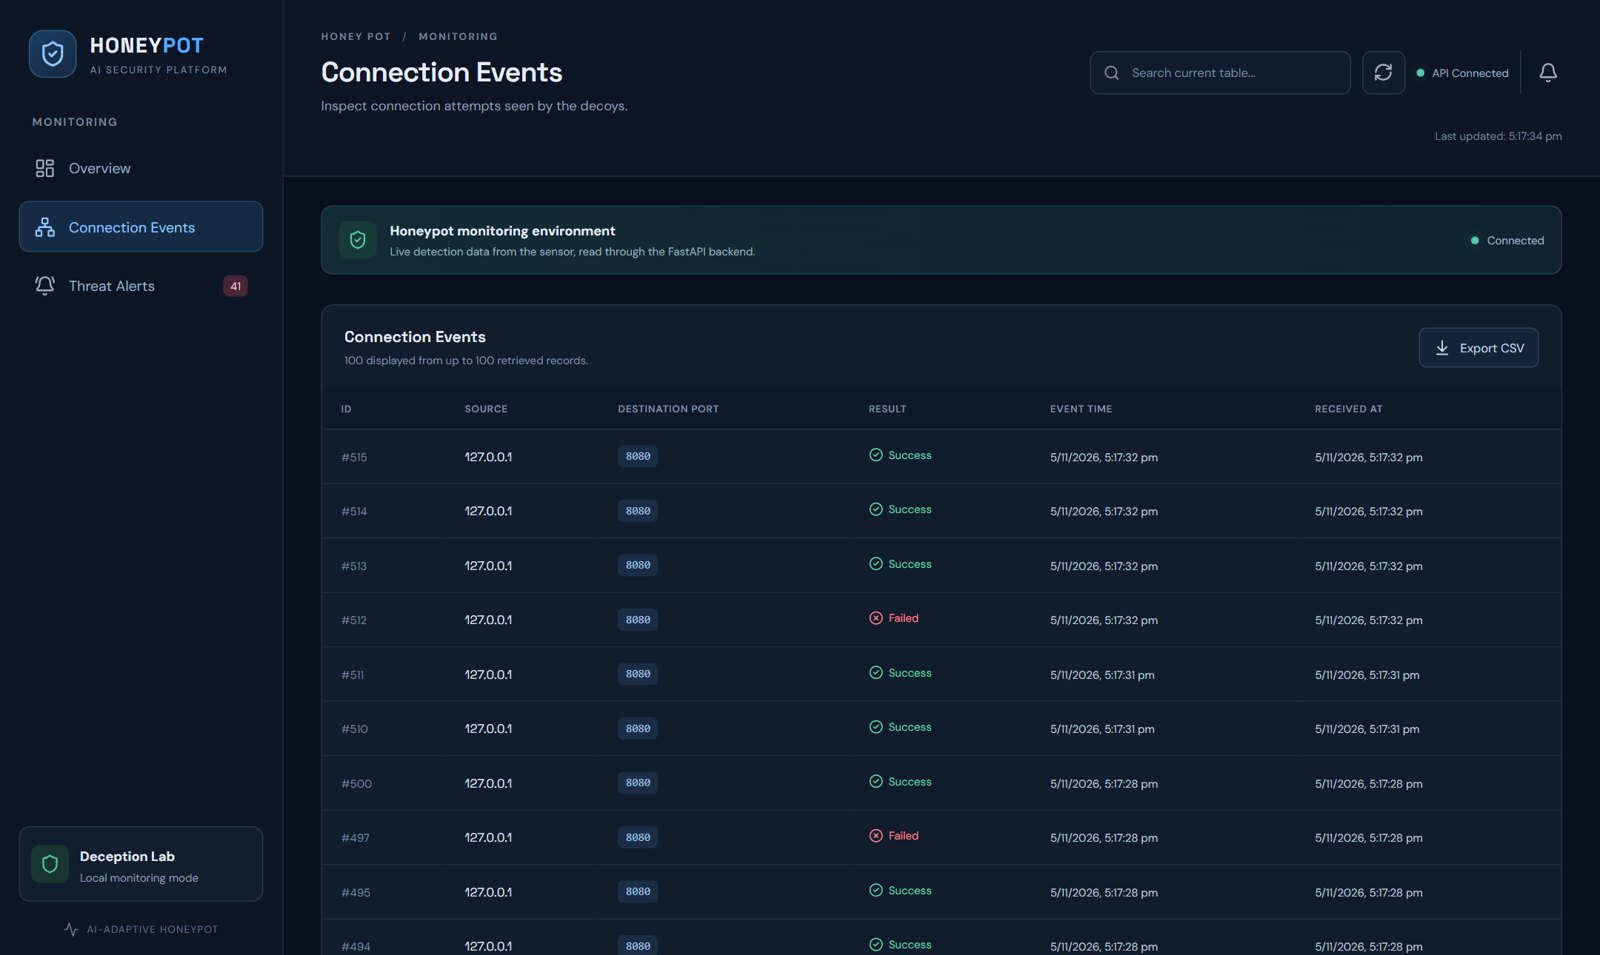 HONEYPOT
AI SECURITY PLATFORM
MONITORING
Overview
Connection Events
Threat Alerts 41
Deception Lab
Local monitoring mode
AI-ADAPTIVE HONEYPOT
HONEY POT / MONITORING
Connection Events
Inspect connection attempts seen by the decoys.
Search current table...
API Connected
Last updated: 5:17:34 pm
Honeypot monitoring environment
Live detection data from the sensor, read through the FastAPI backend.
Connected
Connection Events
100 displayed from up to 100 retrieved records.
Export CSV
ID SOURCE DESTINATION PORT RESULT EVENT TIME RECEIVED AT
#515 127.0.0.1 8080 Success 5/11/2026, 5:17:32 pm 5/11/2026, 5:17:32 pm
#514 127.0.0.1 8080 Success 5/11/2026, 5:17:32 pm 5/11/2026, 5:17:32 pm
#513 127.0.0.1 8080 Success 5/11/2026, 5:17:32 pm 5/11/2026, 5:17:32 pm
#512 127.0.0.1 8080 Failed 5/11/2026, 5:17:32 pm 5/11/2026, 5:17:32 pm
#511 127.0.0.1 8080 Success 5/11/2026, 5:17:31 pm 5/11/2026, 5:17:31 pm
#510 127.0.0.1 8080 Success 5/11/2026, 5:17:31 pm 5/11/2026, 5:17:31 pm
#500 127.0.0.1 8080 Success 5/11/2026, 5:17:28 pm 5/11/2026, 5:17:28 pm
#497 127.0.0.1 8080 Failed 5/11/2026, 5:17:28 pm 5/11/2026, 5:17:28 pm
#495 127.0.0.1 8080 Success 5/11/2026, 5:17:28 pm 5/11/2026, 5:17:28 pm
#494 127.0.0.1 8080 Success 5/11/2026, 5:17:28 pm 5/11/2026, 5:17:28 pm